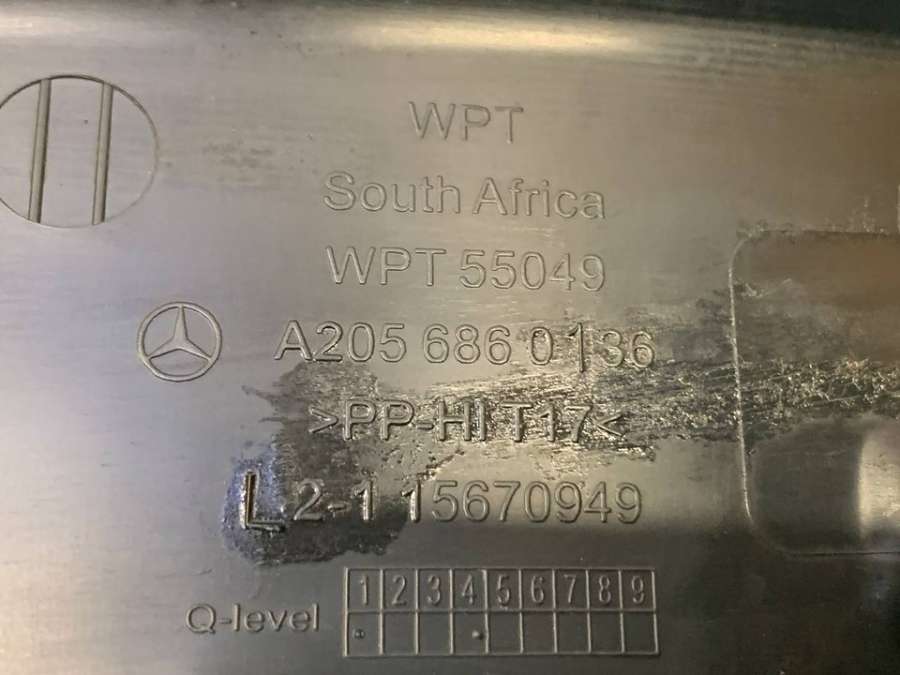 WPT
South Africa
WPT 55049
A205 686 0136
>PP-HI T17<
L 2-1 15670949
1 2 3 4 5 6 7 8 9
Q-level